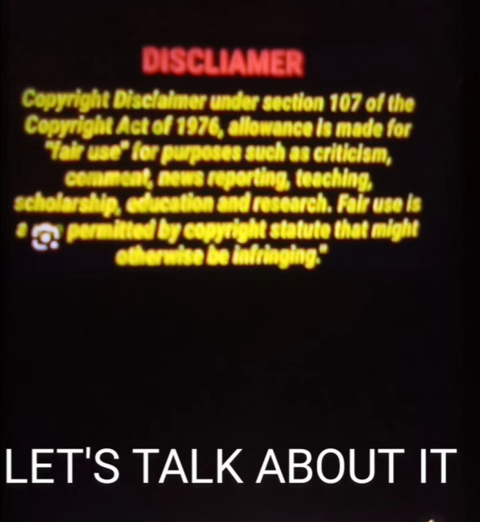 DISCLIAMER
Copyright Disclaimer under section 107 of the
Copyright Act of 1976, allowance is made for
"fair use" for purposes such as criticism,
comment, news reporting, teaching,
scholarship, education and research. Fair use is
a permitted by copyright statute that might
otherwise be infringing."
LET'S TALK ABOUT IT